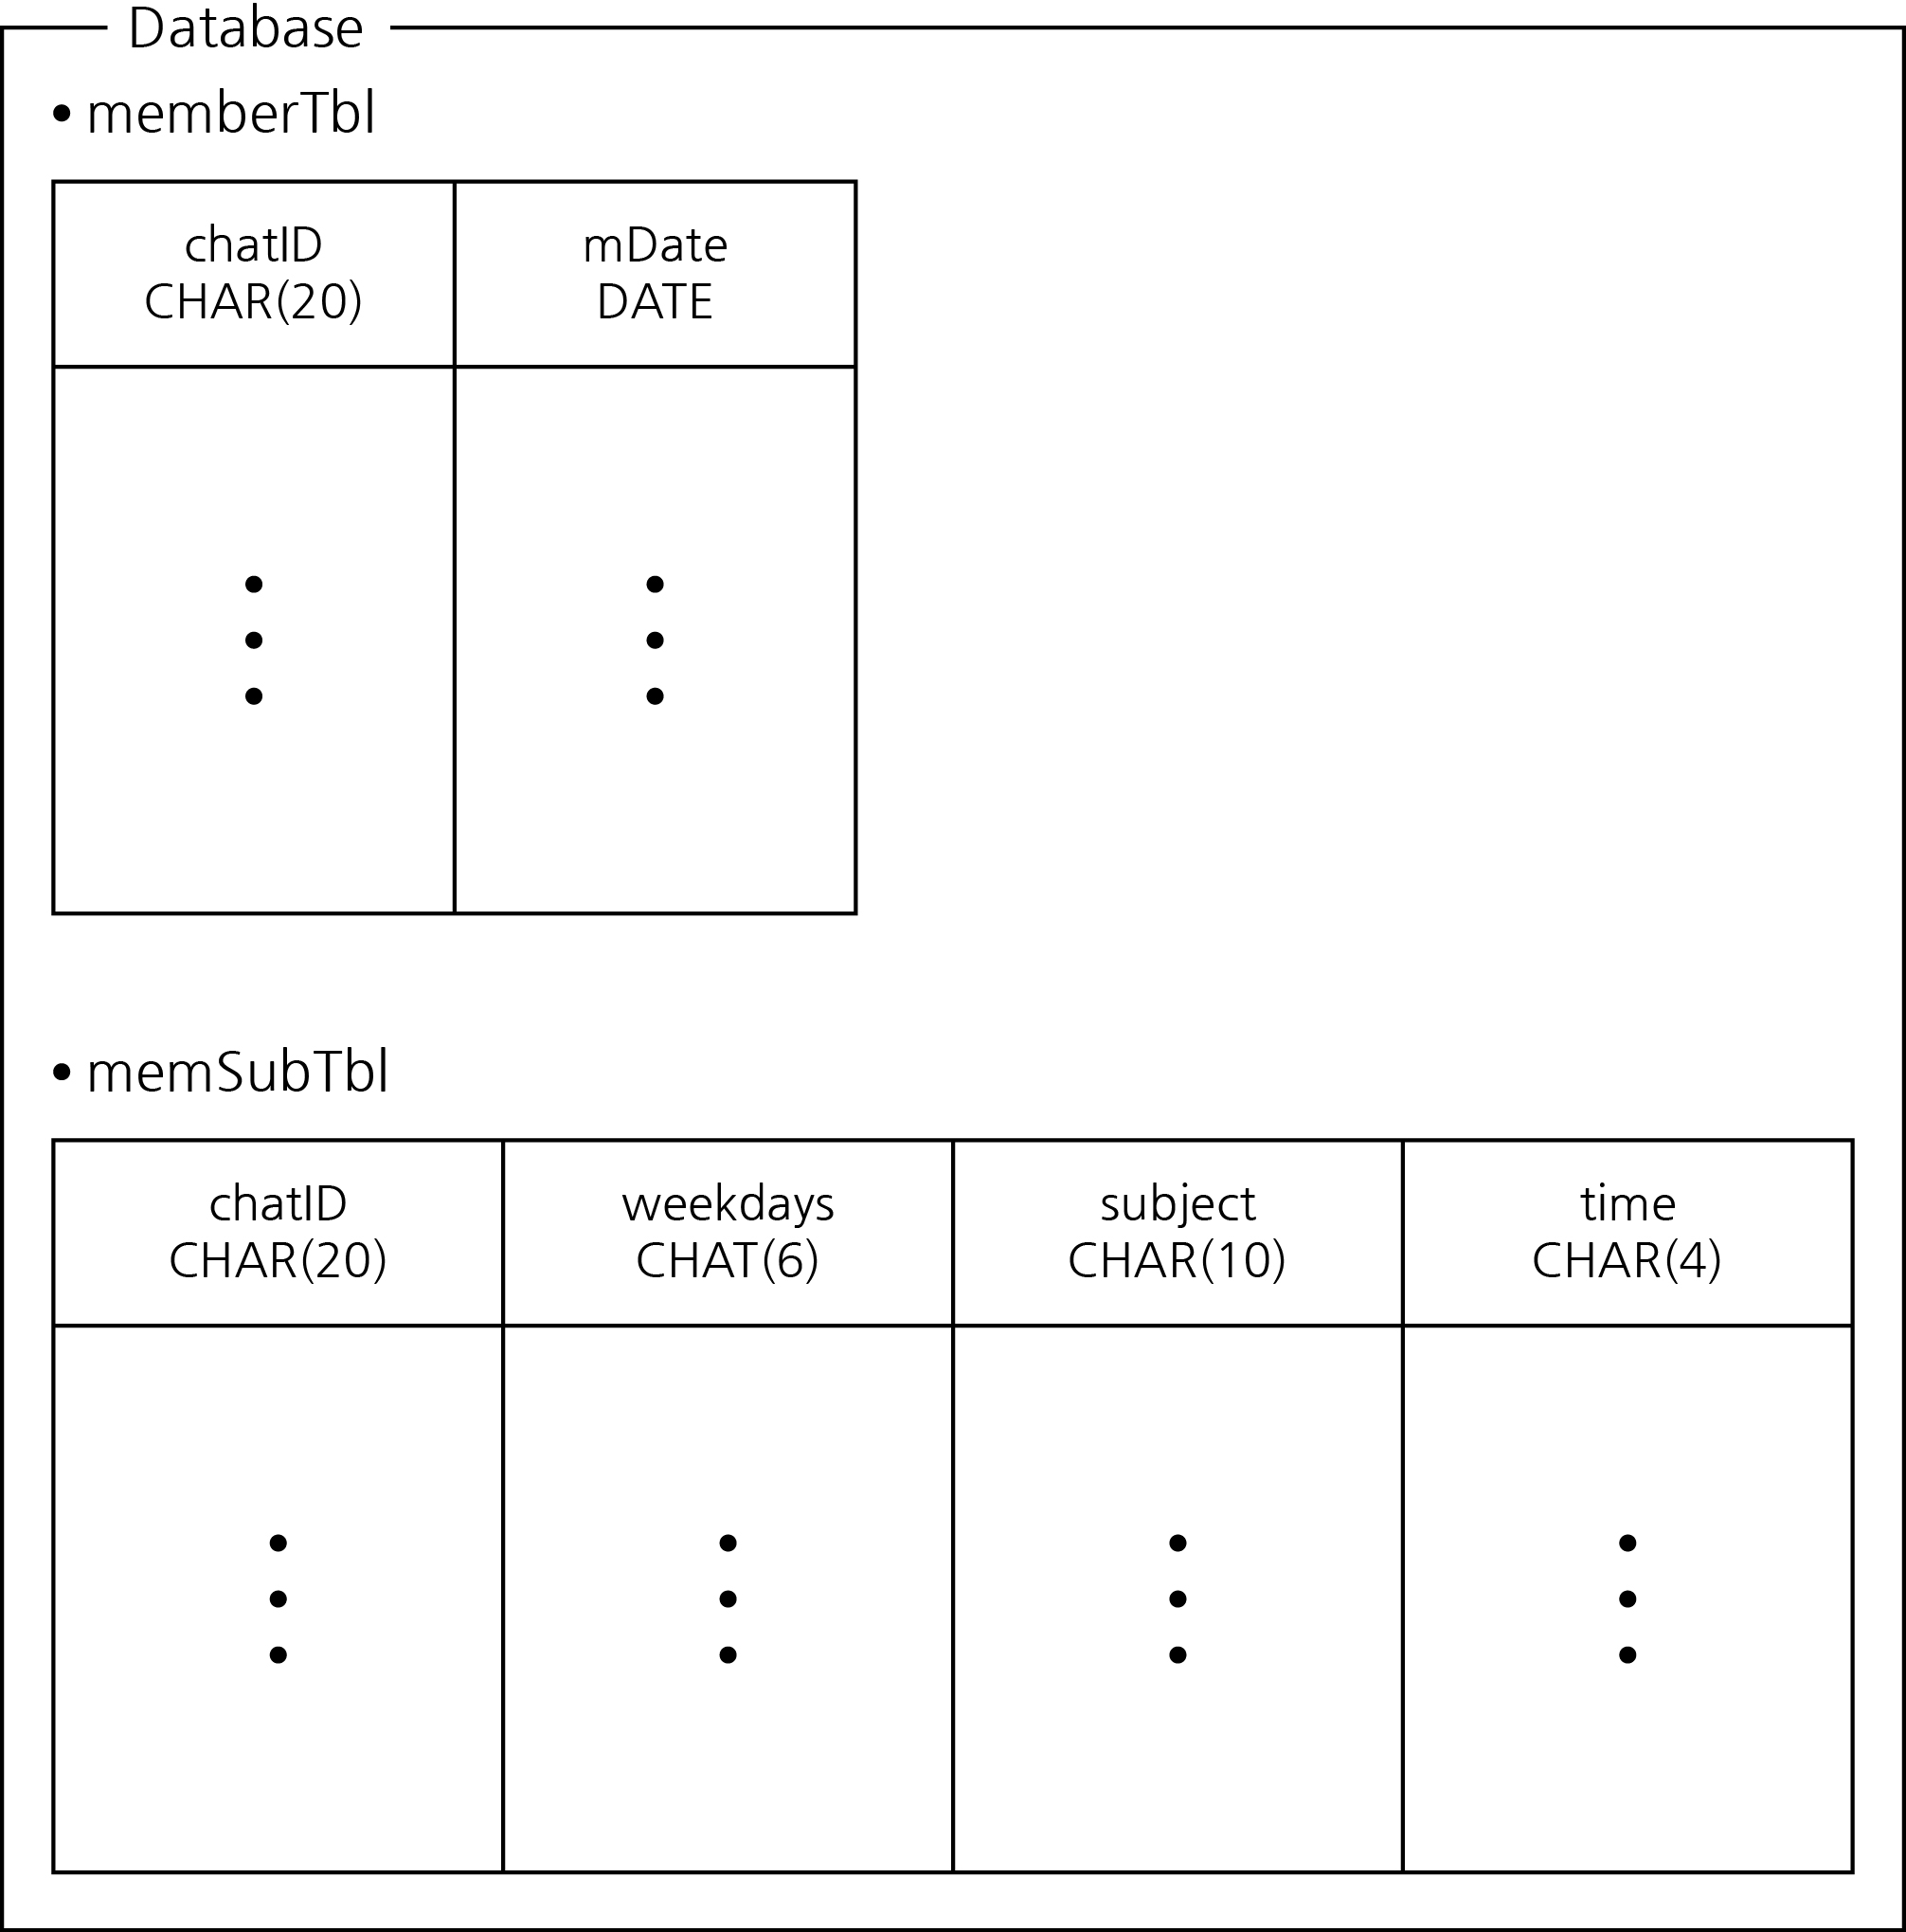 Database
• memberTbl
chatID
CHAR(20)
mDate
DATE
• memSubTbl
chatID
CHAR(20)
weekdays
CHAT(6)
subject
CHAR(10)
time
CHAR(4)